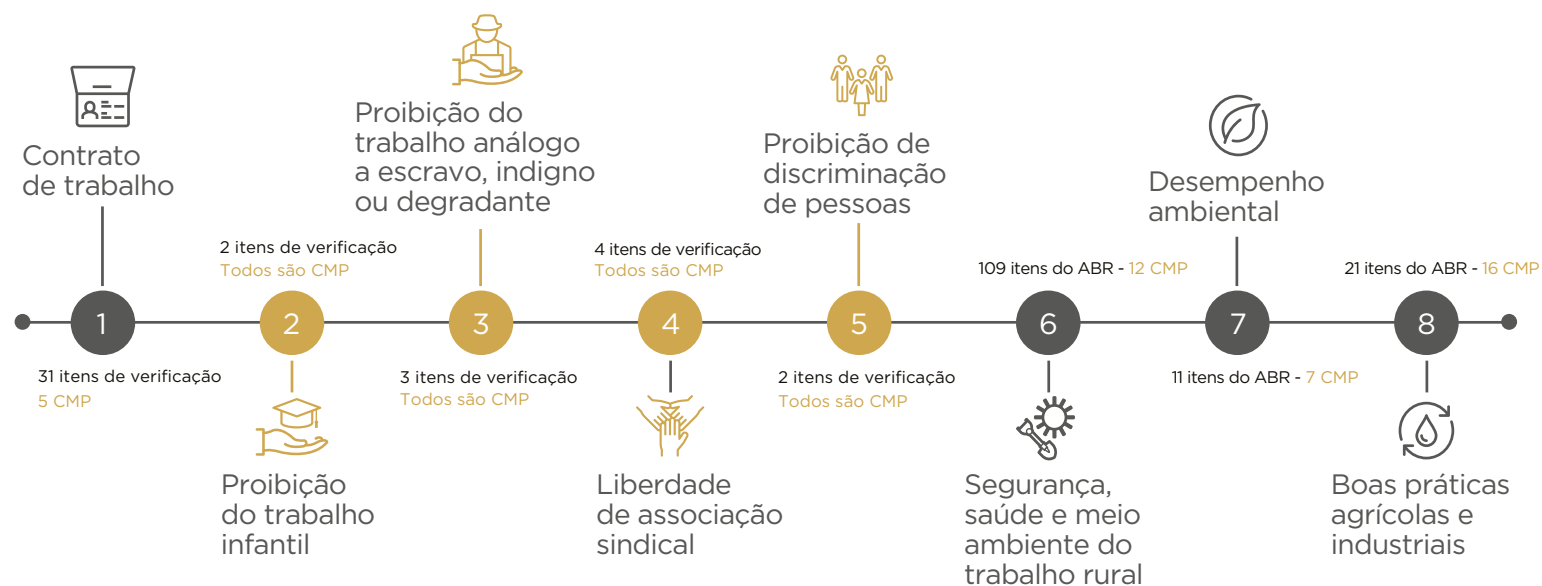 Contrato
de trabalho
1
31 itens de verificação
5 CMP
2 itens de verificação
Todos são CMP
2
Proibição
do trabalho
infantil
Proibição do
trabalho análogo
a escravo, indigno
ou degradante
3
3 itens de verificação
Todos são CMP
4 itens de verificação
Todos são CMP
4
Liberdade
de associação
sindical
Proibição de
discriminação
de pessoas
5
2 itens de verificação
Todos são CMP
109 itens do ABR - 12 CMP
6
Segurança,
saúde e meio
ambiente do
trabalho rural
Desempenho
ambiental
7
11 itens do ABR - 7 CMP
21 itens do ABR - 16 CMP
8
Boas práticas
agrícolas e
industriais